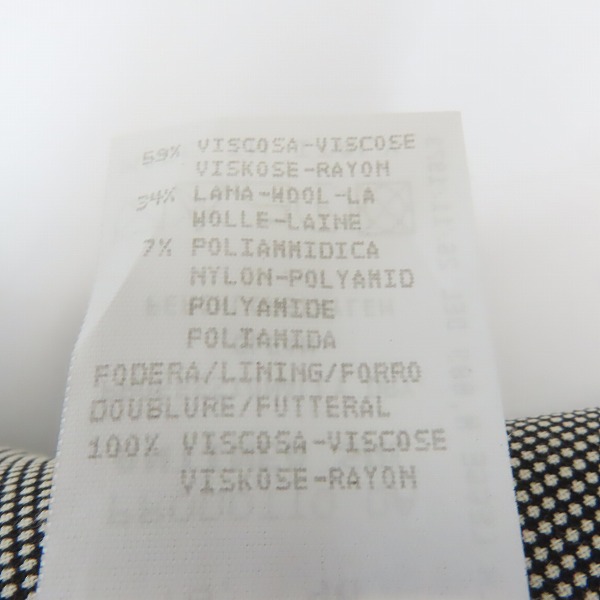 59% VISCOSA-VISCOSE
VISKOSE-RAYON
34% LANA-WOOL-LA
WOLLE-LAINE
7% POLIAMMIDICA
NYLON-POLYAMID
POLYAMIDE
POLIAMIDA
FODERA/LINING/FORRO
DOUBLURE/FUTTERAL
100% VISCOSA-VISCOSE
VISKOSE-RAYON